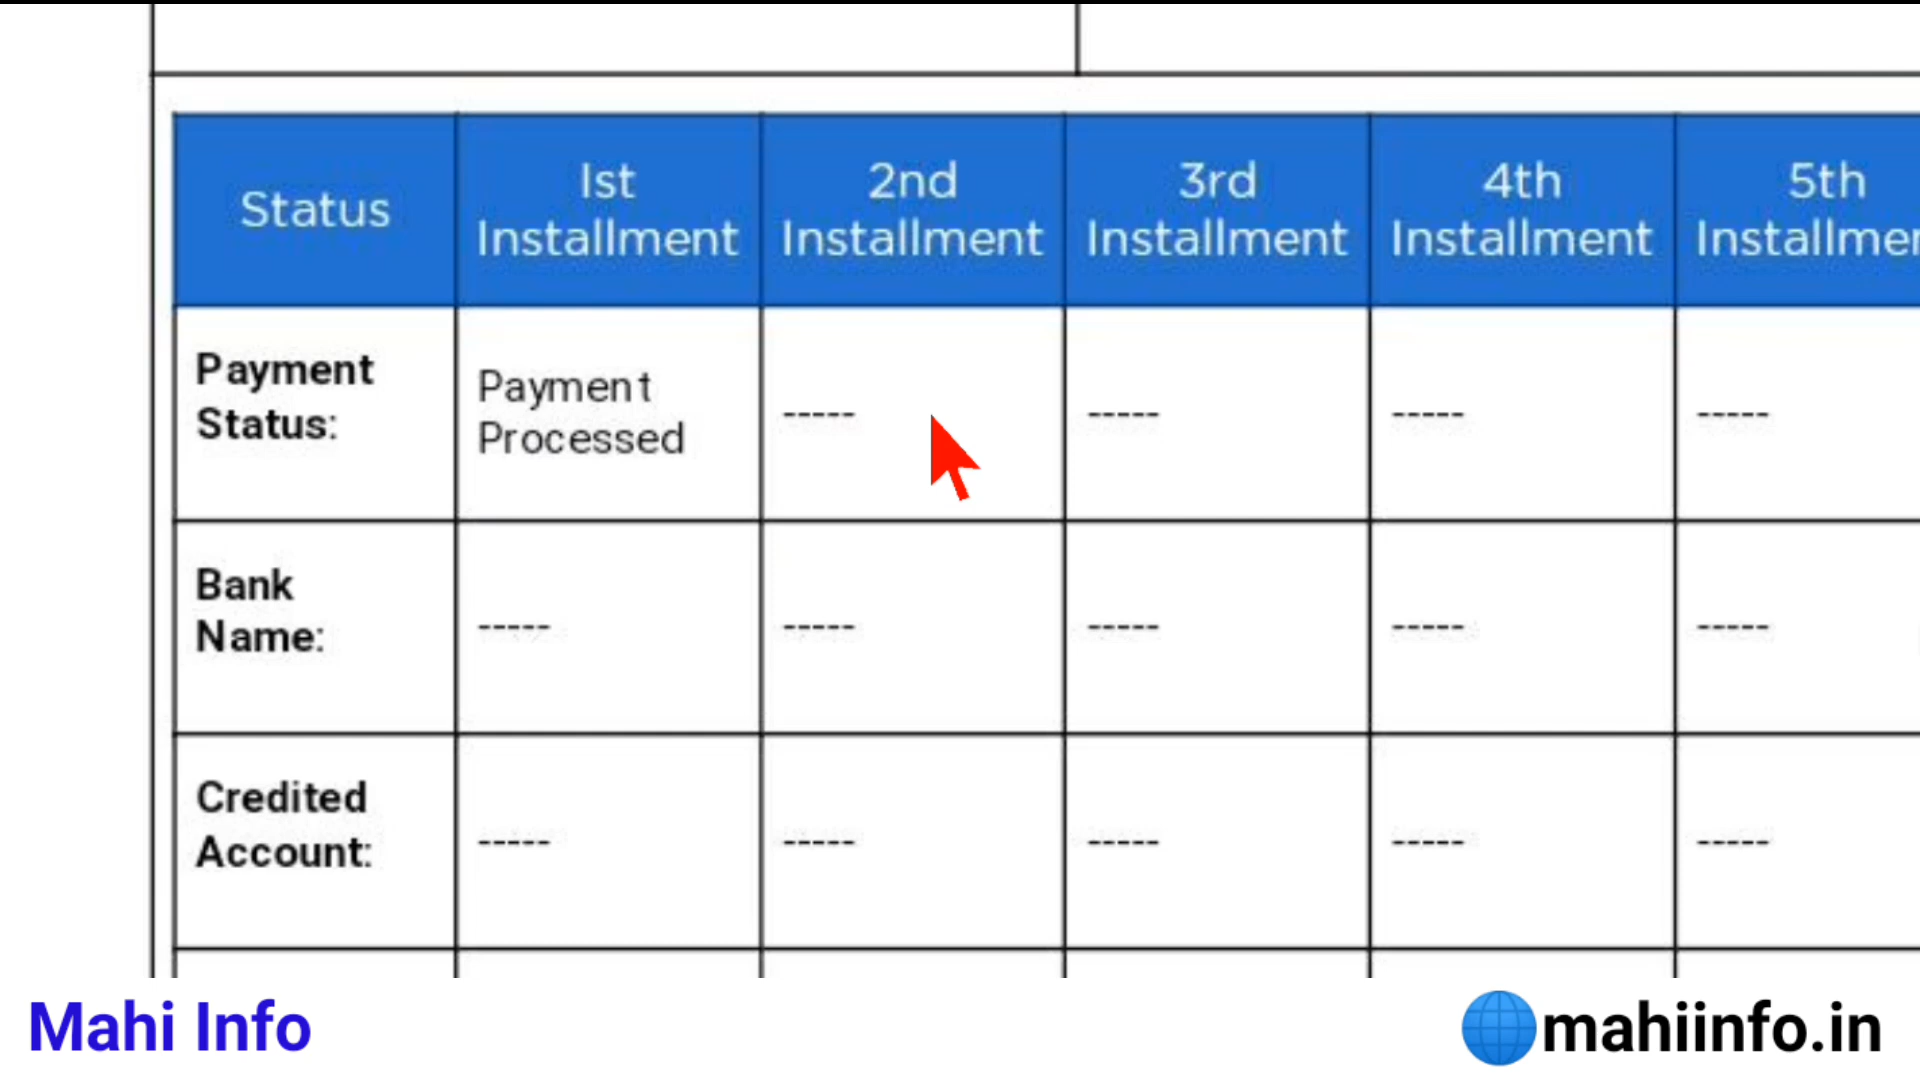 Status
Ist
Installment
2nd
Installment
3rd
Installment
4th
Installment
5th
Installmen
Payment
Status:
Payment
Processed
-----
-----
-----
-----
Bank
Name:
-----
-----
-----
-----
-----
Credited
Account:
-----
-----
-----
-----
-----
Mahi Info
mahiinfo.in